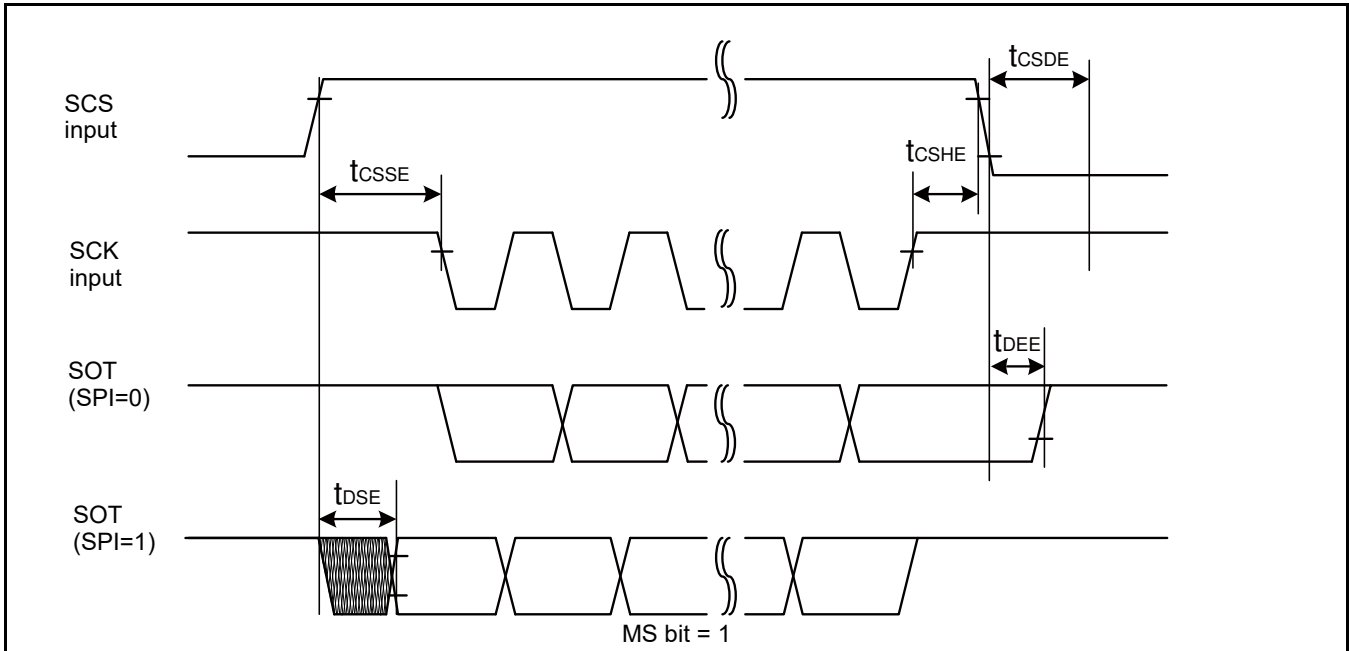 tCSDE
SCS
input
tCSHE
tCSSE
SCK
input
tDEE
SOT
(SPI=0)
tDSE
SOT
(SPI=1)
MS bit = 1